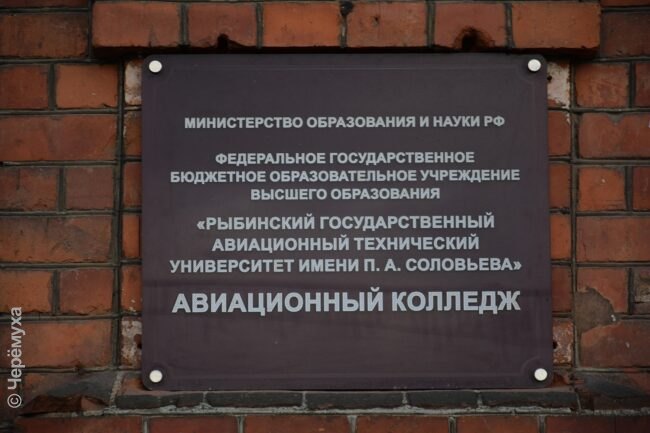 МИНИСТЕРСТВО ОБРАЗОВАНИЯ И НАУКИ РФ
ФЕДЕРАЛЬНОЕ ГОСУДАРСТВЕННОЕ
БЮДЖЕТНОЕ ОБРАЗОВАТЕЛЬНОЕ УЧРЕЖДЕНИЕ
ВЫСШЕГО ОБРАЗОВАНИЯ
«РЫБИНСКИЙ ГОСУДАРСТВЕННЫЙ
АВИАЦИОННЫЙ ТЕХНИЧЕСКИЙ
УНИВЕРСИТЕТ ИМЕНИ П. А. СОЛОВЬЕВА»
АВИАЦИОННЫЙ КОЛЛЕДЖ
© Черёмуха